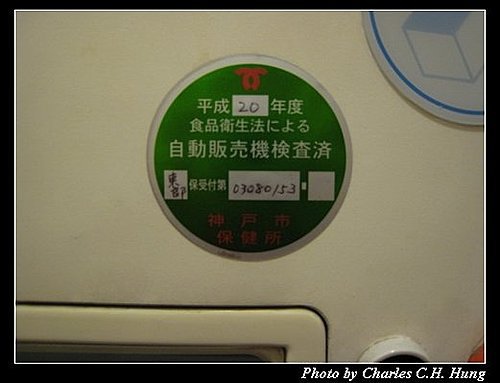 平成20年度
食品衛生法による
自動販売機検査済
東部 保受付第 03080153
神戸市
保健所
Photo by Charles C.H. Hung